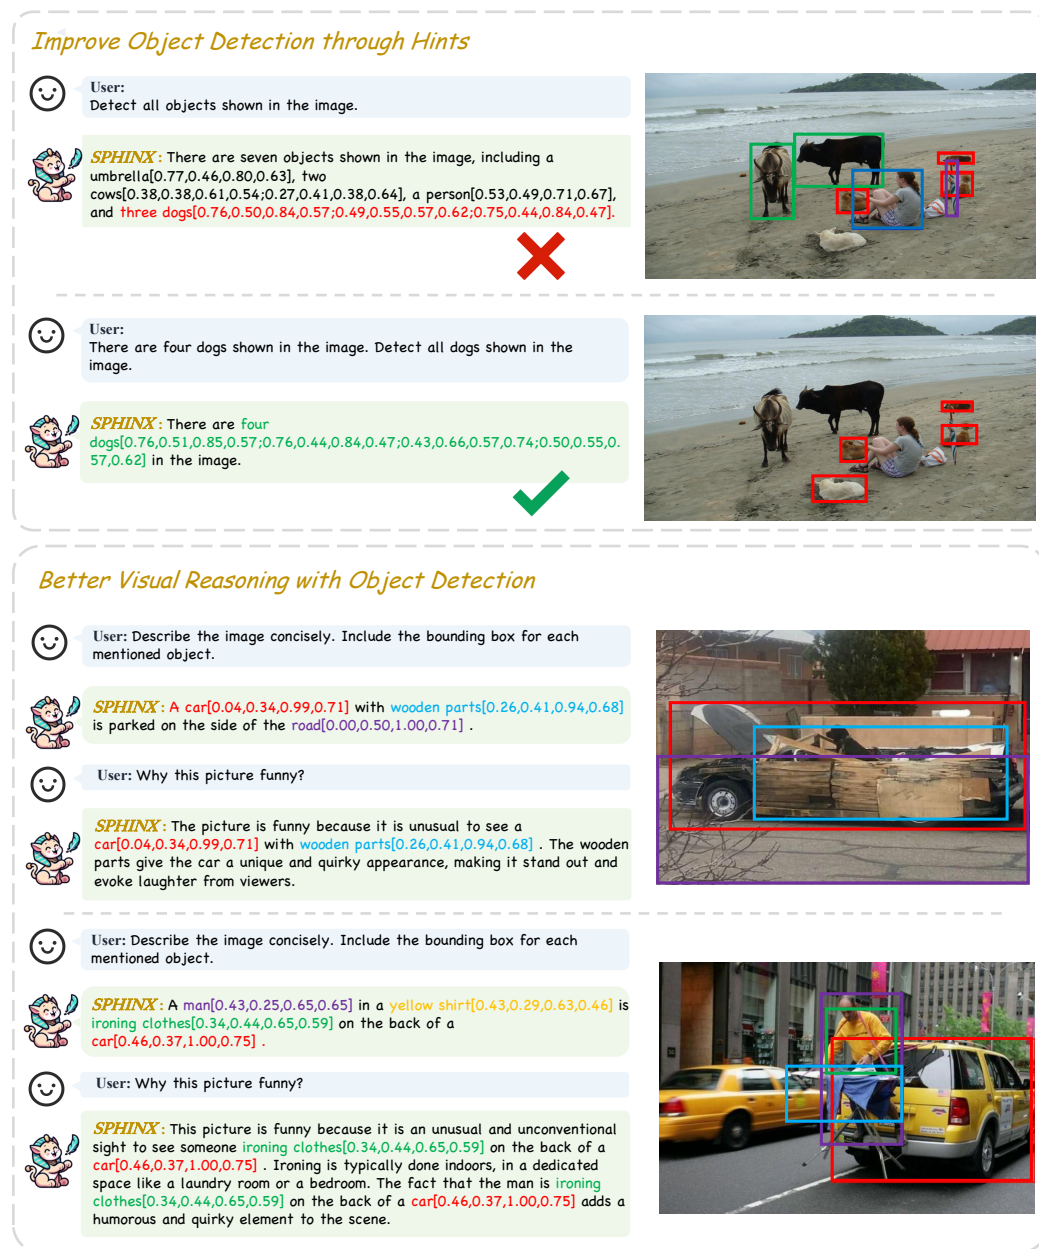 Improve Object Detection through Hints
User:
Detect all objects shown in the image.
SPHINX : There are seven objects shown in the image, including a
umbrella[0.77,0.46,0.80,0.63], two
cows[0.38,0.38,0.61,0.54;0.27,0.41,0.38,0.64], a person[0.53,0.49,0.71,0.67],
and three dogs[0.76,0.50,0.84,0.57;0.49,0.55,0.57,0.62;0.75,0.44,0.84,0.47].
User:
There are four dogs shown in the image. Detect all dogs shown in the
image.
SPHINX : There are four
dogs[0.76,0.51,0.85,0.57;0.76,0.44,0.84,0.47;0.43,0.66,0.57,0.74;0.50,0.55,0.
57,0.62] in the image.
Better Visual Reasoning with Object Detection
User: Describe the image concisely. Include the bounding box for each
mentioned object.
SPHINX : A car[0.04,0.34,0.99,0.71] with wooden parts[0.26,0.41,0.94,0.68]
is parked on the side of the road[0.00,0.50,1.00,0.71] .
User: Why this picture funny?
SPHINX : The picture is funny because it is unusual to see a
car[0.04,0.34,0.99,0.71] with wooden parts[0.26,0.41,0.94,0.68] . The wooden
parts give the car a unique and quirky appearance, making it stand out and
evoke laughter from viewers.
User: Describe the image concisely. Include the bounding box for each
mentioned object.
SPHINX : A man[0.43,0.25,0.65,0.65] in a yellow shirt[0.43,0.29,0.63,0.46] is
ironing clothes[0.34,0.44,0.65,0.59] on the back of a
car[0.46,0.37,1.00,0.75] .
User: Why this picture funny?
SPHINX : This picture is funny because it is an unusual and unconventional
sight to see someone ironing clothes[0.34,0.44,0.65,0.59] on the back of a
car[0.46,0.37,1.00,0.75] . Ironing is typically done indoors, in a dedicated
space like a laundry room or a bedroom. The fact that the man is ironing
clothes[0.34,0.44,0.65,0.59] on the back of a car[0.46,0.37,1.00,0.75] adds a
humorous and quirky element to the scene.